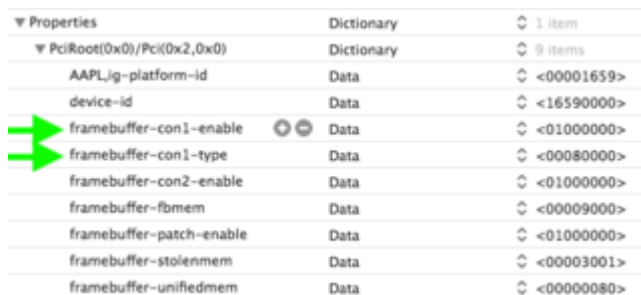 Properties Dictionary 1 item
PciRoot(0x0)/Pci(0x2,0x0) Dictionary 9 items
AAPL,ig-platform-id Data <00001659>
device-id Data <16590000>
framebuffer-con1-enable Data <01000000>
framebuffer-con1-type Data <00080000>
framebuffer-con2-enable Data <01000000>
framebuffer-fbmem Data <00009000>
framebuffer-patch-enable Data <01000000>
framebuffer-stolenmem Data <00003001>
framebuffer-unifiedmem Data <00000080>